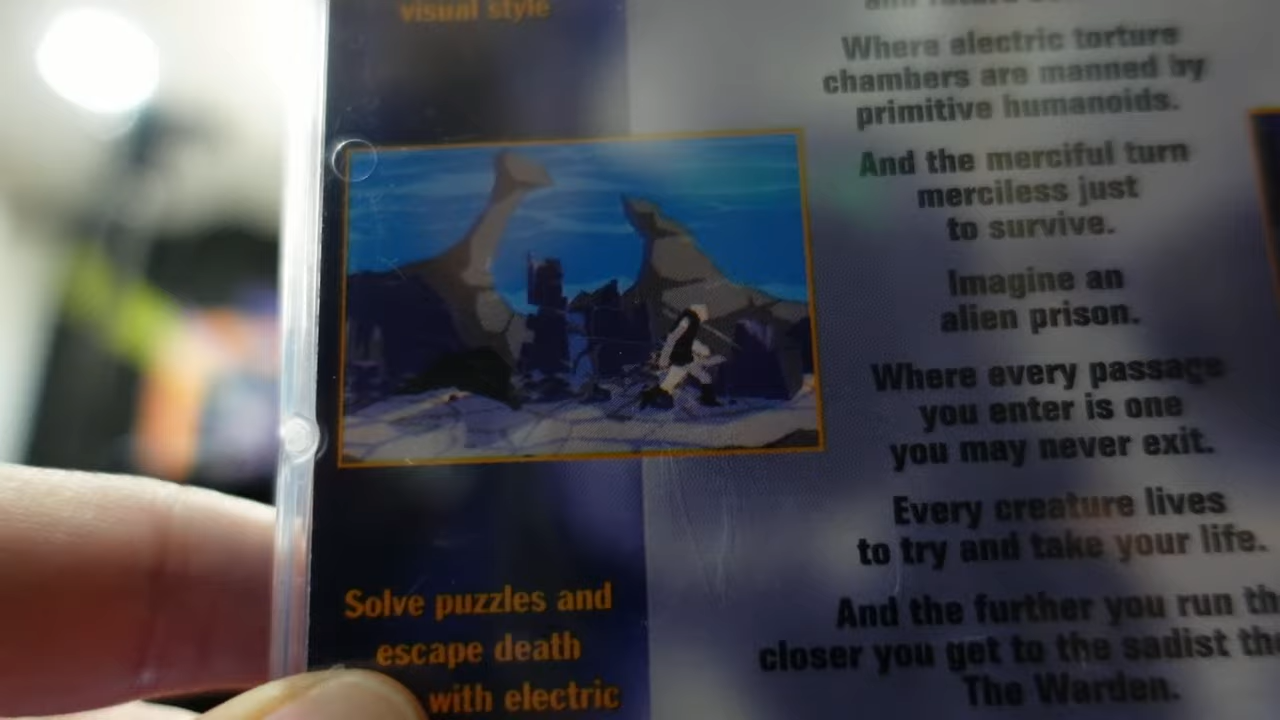 visual style
Where electric torture
chambers are manned by
primitive humanoids.
And the merciful turn
merciless just
to survive.
Imagine an
alien prison.
Where every passage
you enter is one
you may never exit.
Every creature lives
to try and take your life.
And the further you run
closer you get to the sadist
The Warden.
Solve puzzles and
escape death
with electric